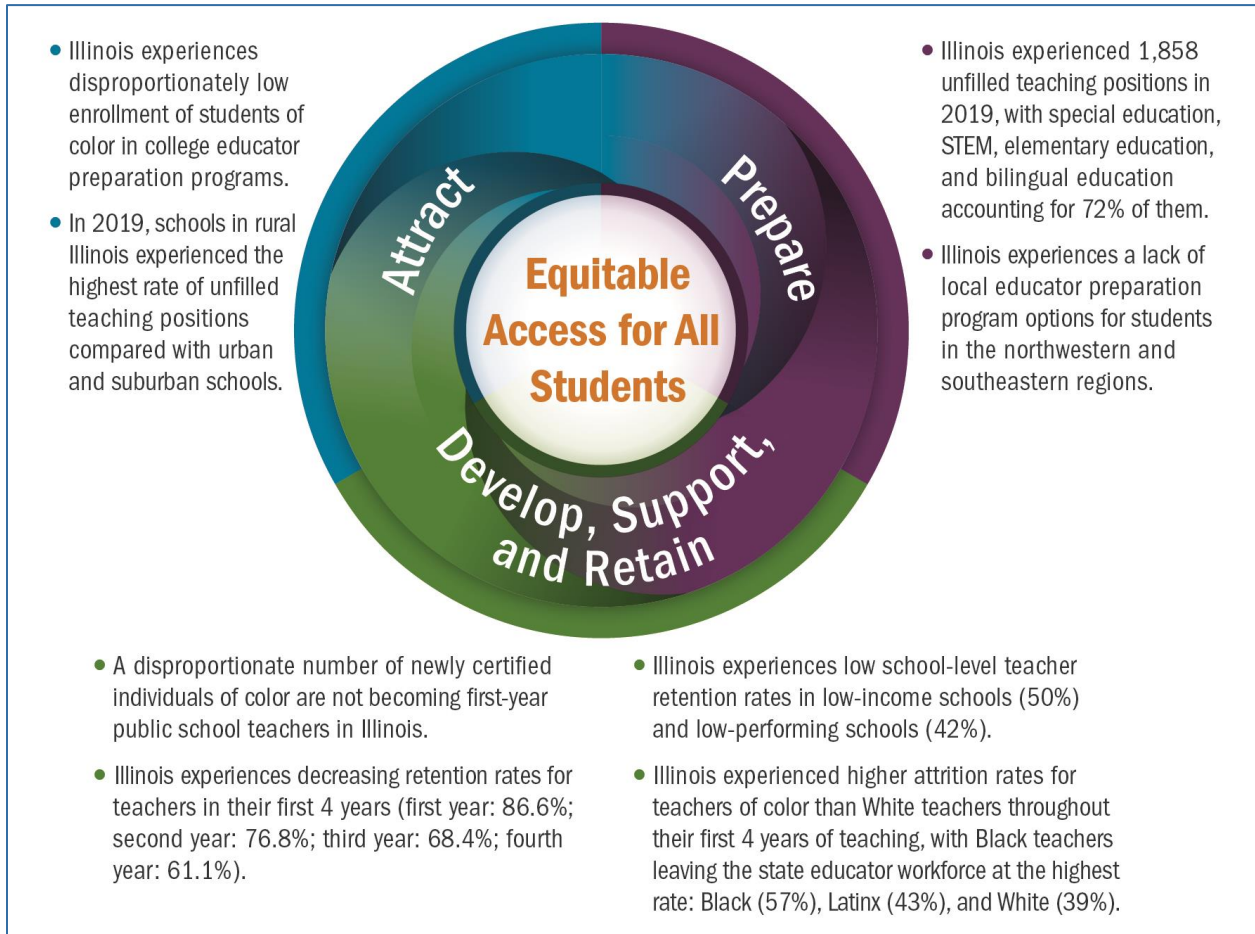 Illinois experiences
disproportionately low
enrollment of students of
color in college educator
preparation programs.
In 2019, schools in rural
Illinois experienced the
highest rate of unfilled
teaching positions
compared with urban
and suburban schools.
Attract
Prepare
Equitable
Access for All
Students
Develop, Support,
and Retain
Illinois experienced 1,858
unfilled teaching positions in
2019, with special education,
STEM, elementary education,
and bilingual education
accounting for 72% of them.
Illinois experiences a lack of
local educator preparation
program options for students
in the northwestern and
southeastern regions.
A disproportionate number of newly certified
individuals of color are not becoming first-year
public school teachers in Illinois.
Illinois experiences decreasing retention rates for
teachers in their first 4 years (first year: 86.6%;
second year: 76.8%; third year: 68.4%; fourth
year: 61.1%).
Illinois experiences low school-level teacher
retention rates in low-income schools (50%)
and low-performing schools (42%).
Illinois experienced higher attrition rates for
teachers of color than White teachers throughout
their first 4 years of teaching, with Black teachers
leaving the state educator workforce at the highest
rate: Black (57%), Latinx (43%), and White (39%).